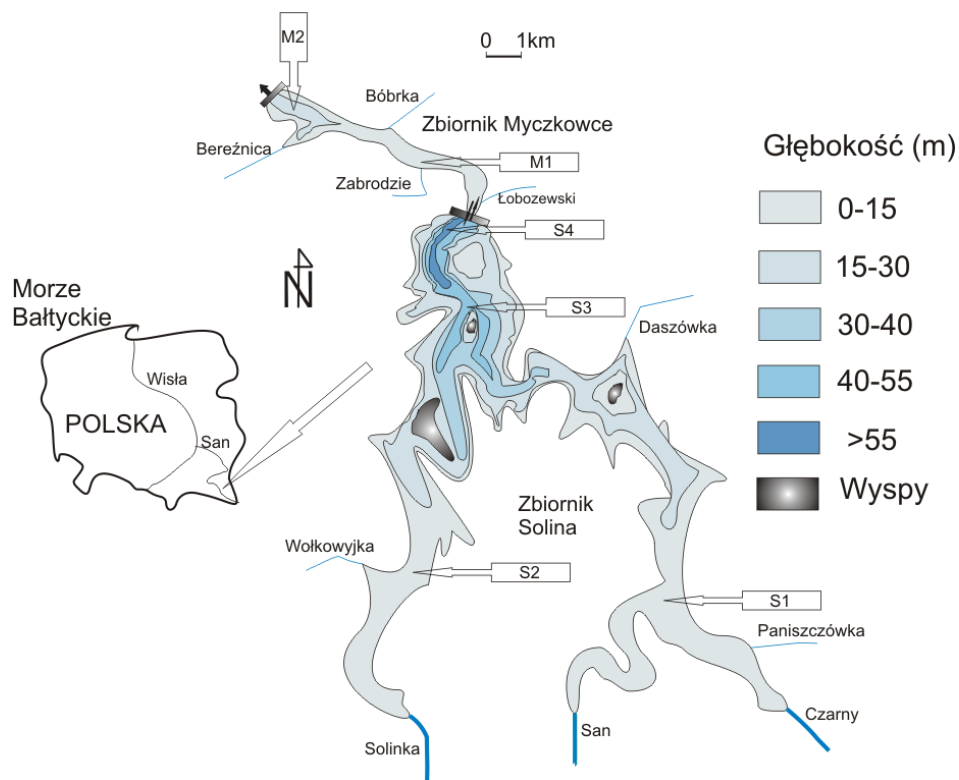 M2
0 1km
Bóbrka
Zbiornik Myczkowce
Bereźnica
M1
Zabrodzie
Łobozewski
S4
N
S3
Daszówka
Głębokość (m)
0-15
15-30
30-40
40-55
>55
Wyspy
Morze
Bałtyckie
Wisła
POLSKA
San
Zbiornik
Solina
Wołkowyjka
S2
S1
Paniszczówka
Czarny
San
Solinka